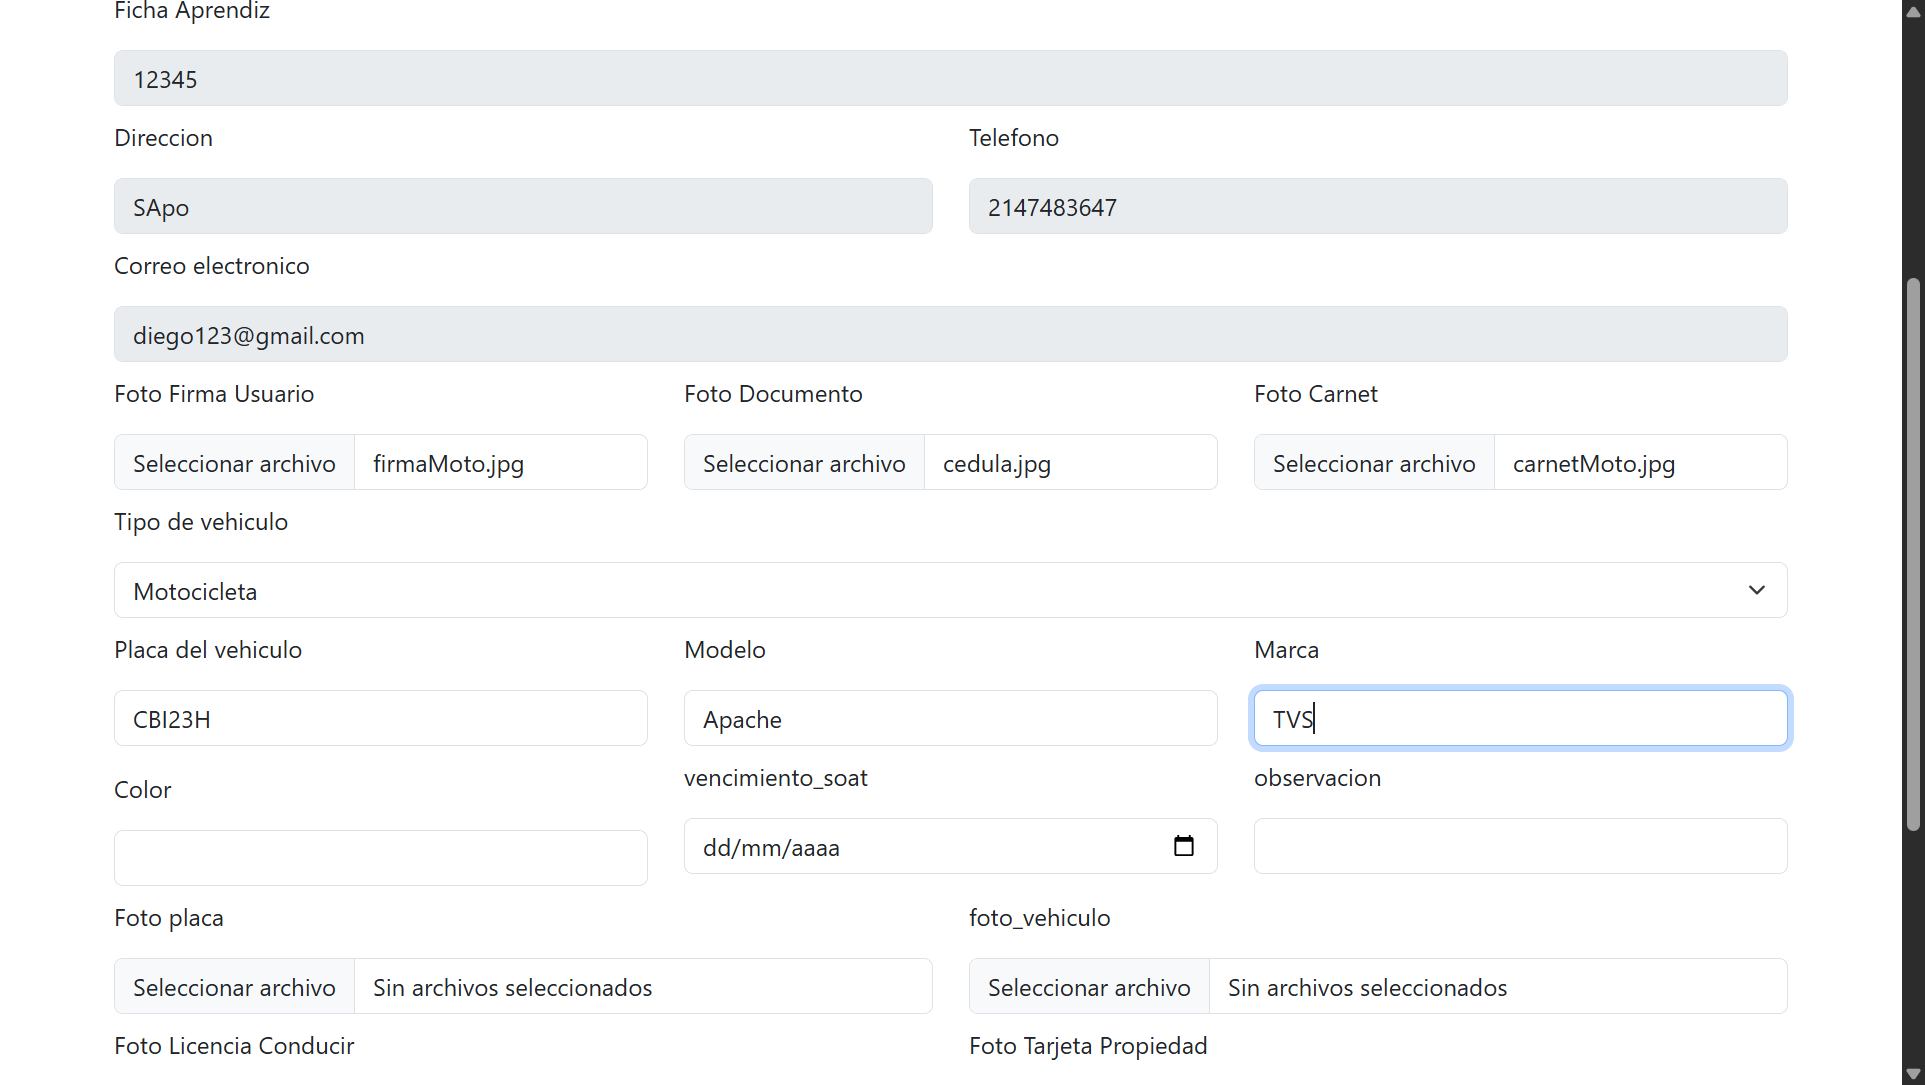 Ficha Aprendiz
12345
Direccion
Telefono
SApo
2147483647
Correo electronico
diego123@gmail.com
Foto Firma Usuario
Foto Documento
Foto Carnet
Seleccionar archivo firmaMoto.jpg
Seleccionar archivo cedula.jpg
Seleccionar archivo carnetMoto.jpg
Tipo de vehiculo
Motocicleta
Placa del vehiculo
Modelo
Marca
CBI23H
Apache
TVS
Color
vencimiento_soat
observacion
dd/mm/aaaa
Foto placa
foto_vehiculo
Seleccionar archivo Sin archivos seleccionados
Seleccionar archivo Sin archivos seleccionados
Foto Licencia Conducir
Foto Tarjeta Propiedad